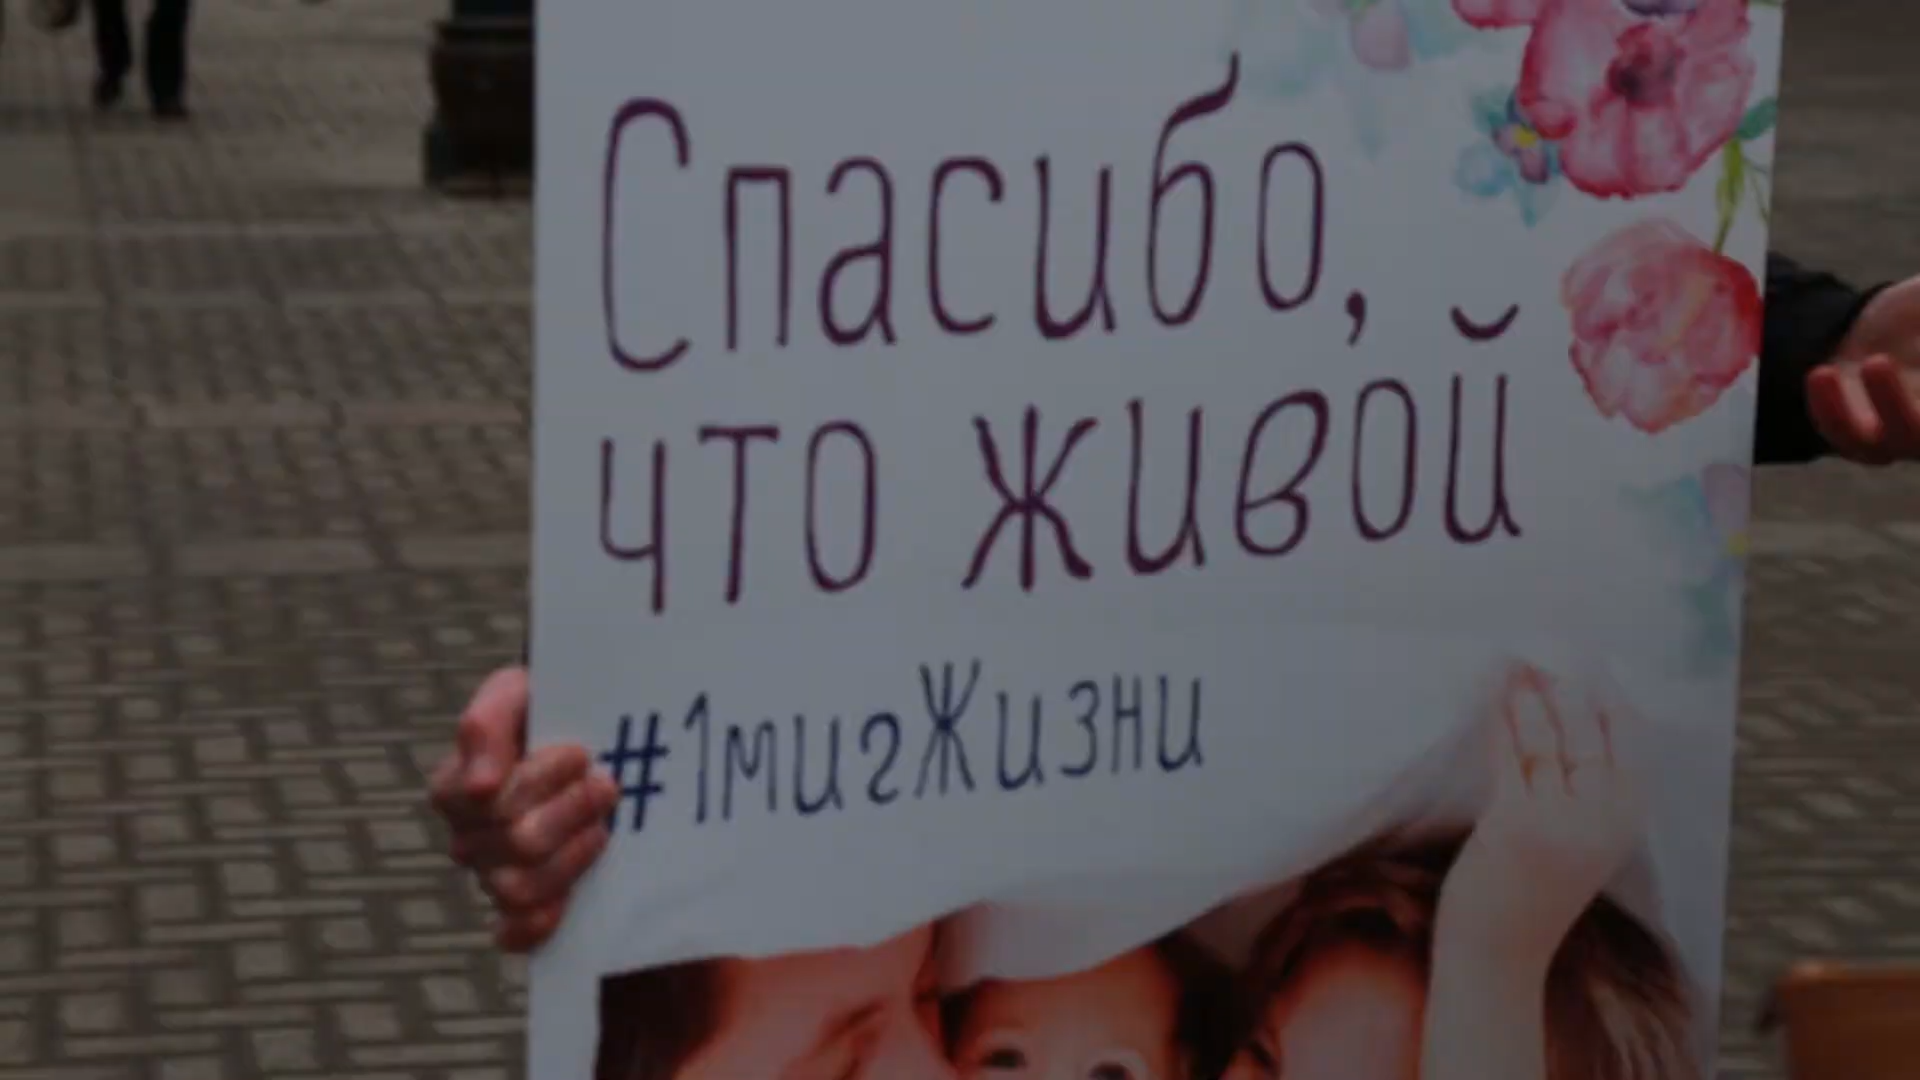 Спасибо,
что живой
#1мигЖизни